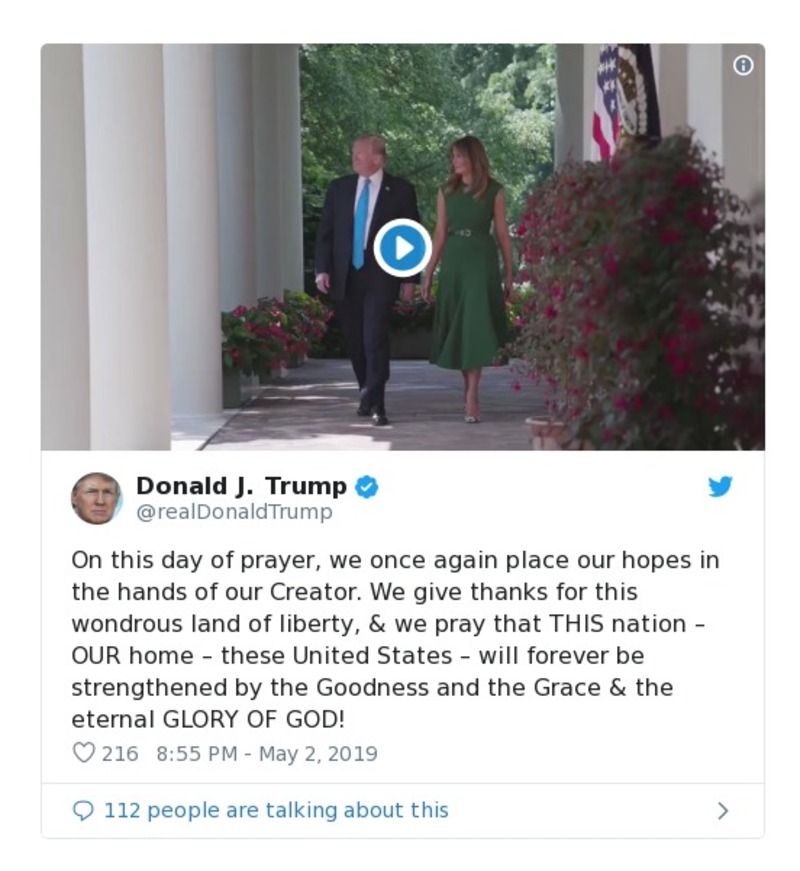 Donald J. Trump
@realDonaldTrump
On this day of prayer, we once again place our hopes in
the hands of our Creator. We give thanks for this
wondrous land of liberty, & we pray that THIS nation –
OUR home – these United States – will forever be
strengthened by the Goodness and the Grace & the
eternal GLORY OF GOD!
216 8:55 PM - May 2, 2019
112 people are talking about this